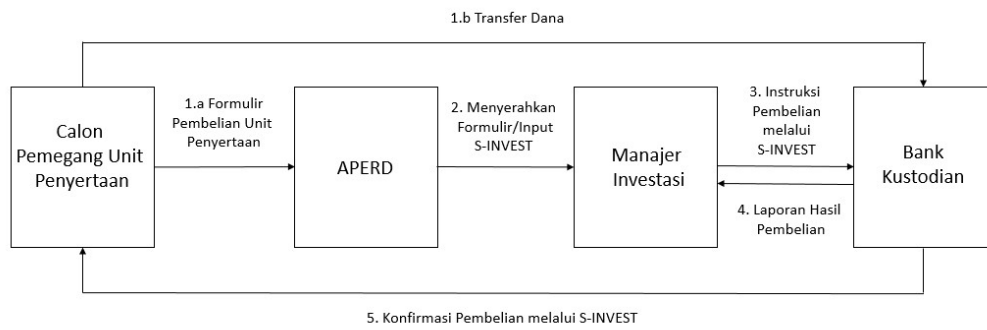 1.b Transfer Dana
Calon
Pemegang Unit
Penyertaan
1.a Formulir
Pembelian Unit
Penyertaan
APERD
2. Menyerahkan
Formulir/Input
S-INVEST
Manajer
Investasi
3. Instruksi
Pembelian
melalui
S-INVEST
4. Laporan Hasil
Pembelian
Bank
Kustodian
5. Konfirmasi Pembelian melalui S-INVEST